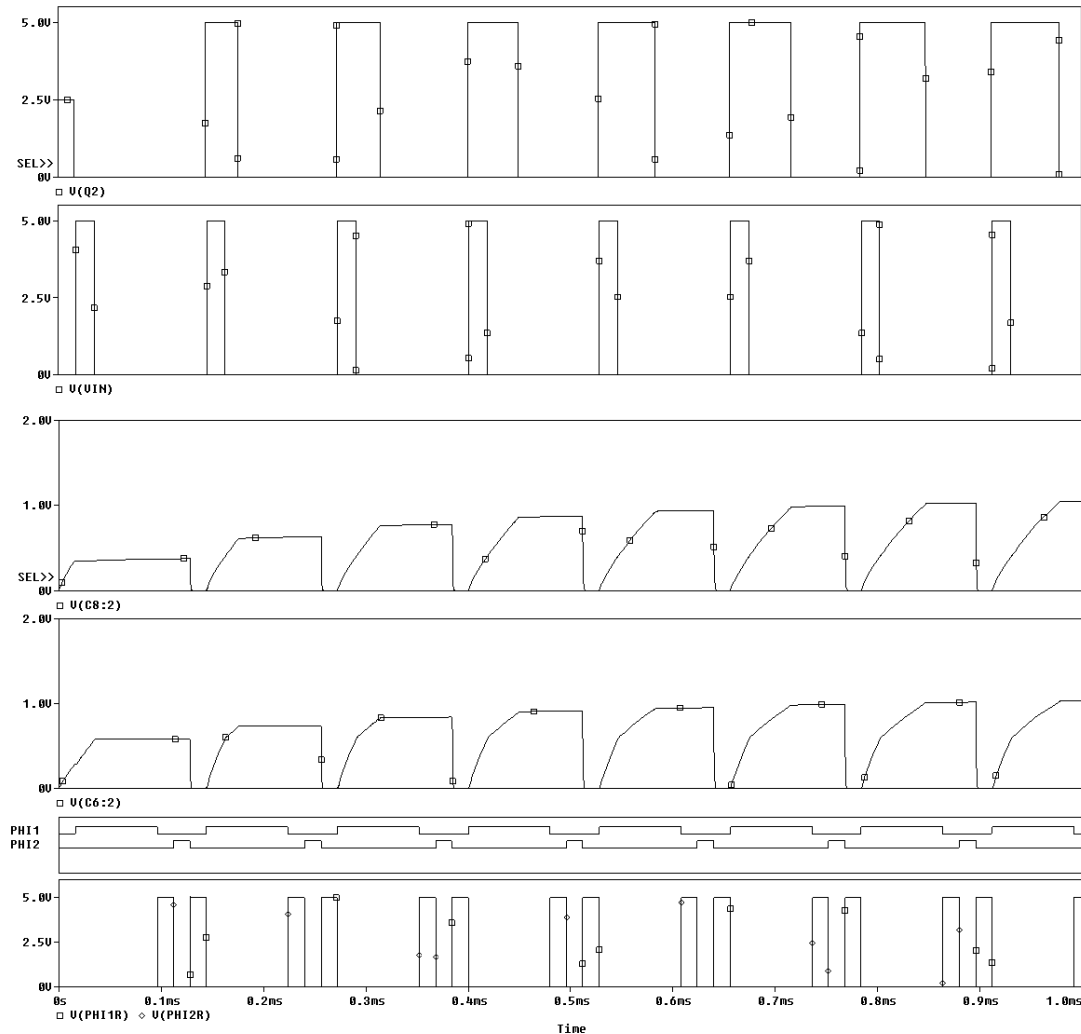 5.0V
2.5V
SEL>>
0V
V(Q2)
5.0V
2.5V
0V
V(VIN)
2.0V
1.0V
SEL>>
0V
V(C8:2)
2.0V
1.0V
0V
V(C6:2)
PHI1
PHI2
5.0V
2.5V
0V
0s 0.1ms 0.2ms 0.3ms 0.4ms 0.5ms 0.6ms 0.7ms 0.8ms 0.9ms 1.0ms
V(PHI1R) V(PHI2R)
Time